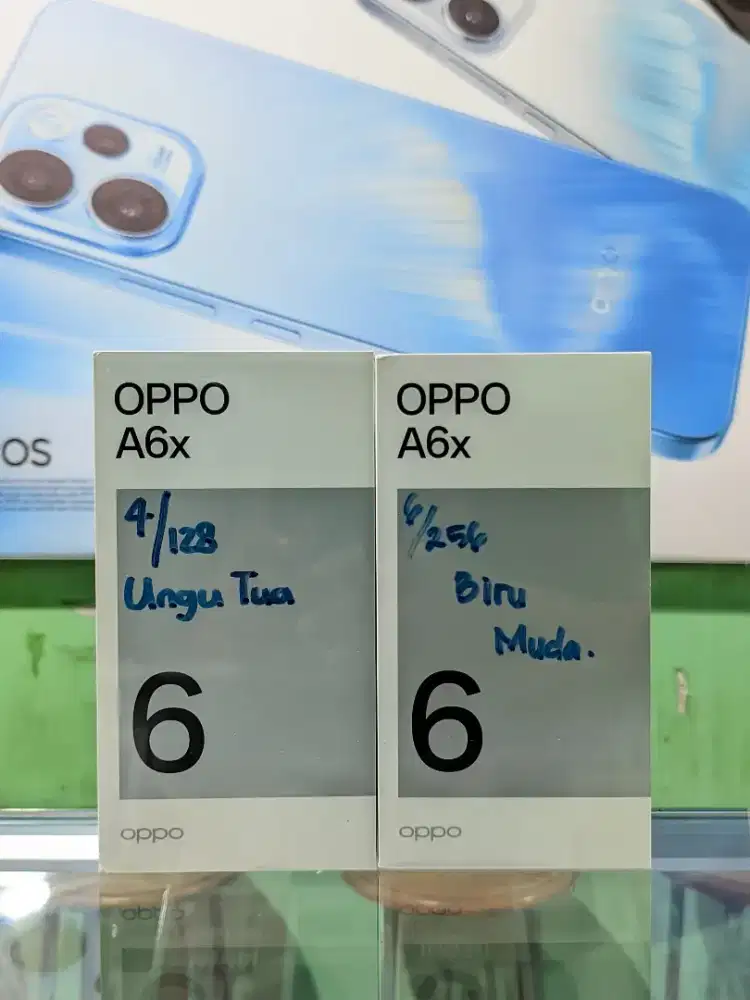 OS
OPPO
A6x
4/128
Ungu Tua
6
oppo
OPPO
A6x
6/256
Biru
Muda.
6
oppo